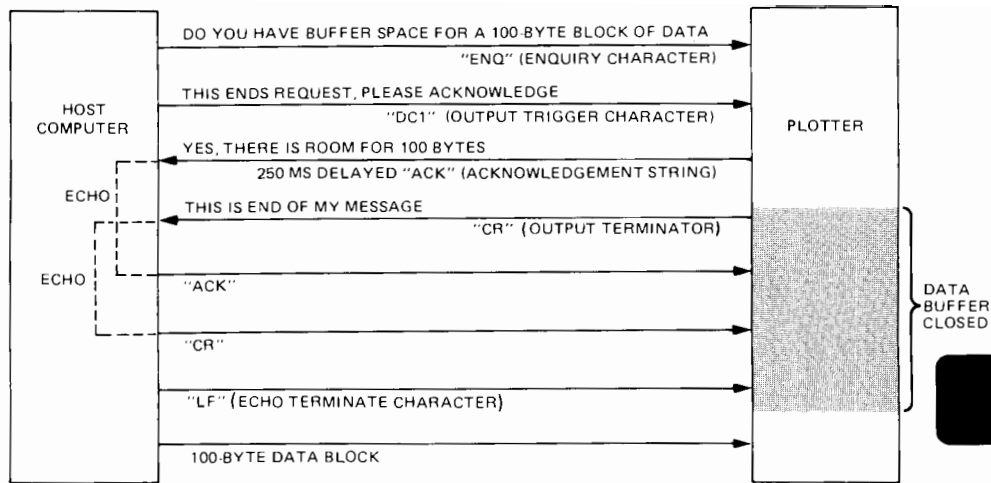 DO YOU HAVE BUFFER SPACE FOR A 100-BYTE BLOCK OF DATA
"ENQ" (ENQUIRY CHARACTER)
THIS ENDS REQUEST, PLEASE ACKNOWLEDGE
HOST
COMPUTER
"DC1" (OUTPUT TRIGGER CHARACTER)
PLOTTER
YES, THERE IS ROOM FOR 100 BYTES
250 MS DELAYED "ACK" (ACKNOWLEDGEMENT STRING)
ECHO
THIS IS END OF MY MESSAGE
"CR" (OUTPUT TERMINATOR)
ECHO
"ACK"
DATA
BUFFER
CLOSED
"CR"
"LF" (ECHO TERMINATE CHARACTER)
100-BYTE DATA BLOCK